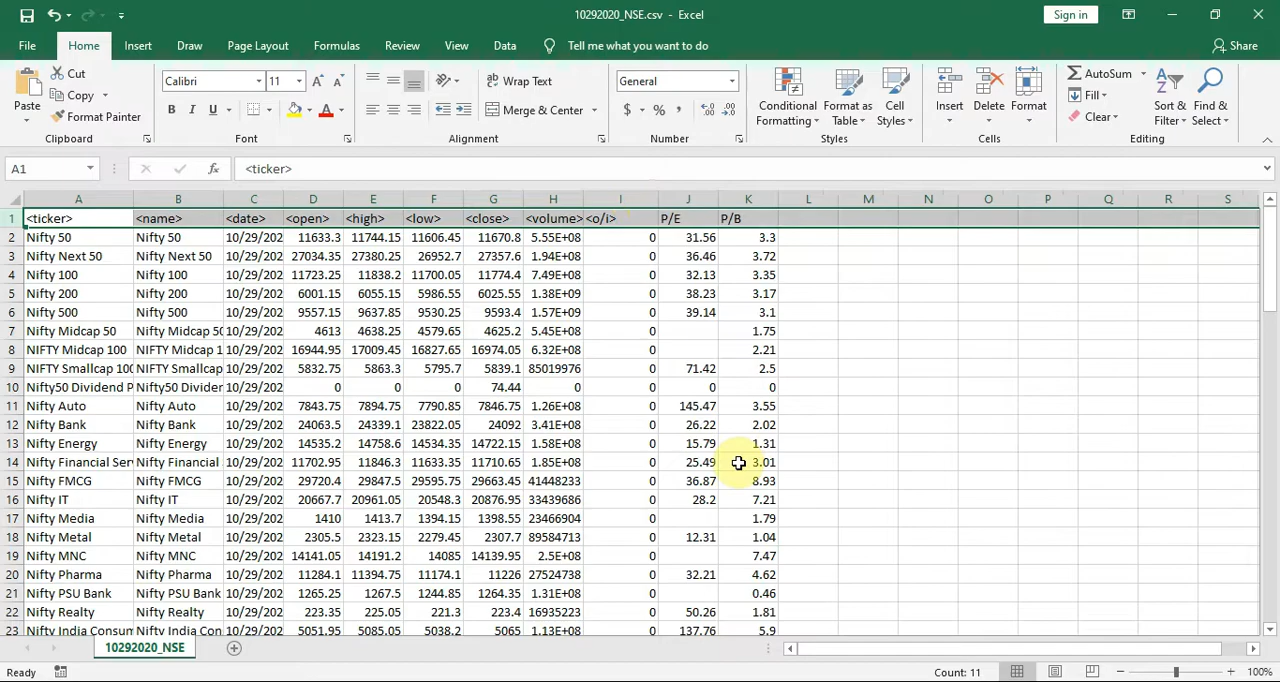 10292020_NSE.csv - Excel
Sign in
File Home Insert Draw Page Layout Formulas Review View Data Tell me what you want to do Share
Paste
Cut
Copy
Format Painter
Clipboard
Calibri 11
B I U
Font
Wrap Text
Merge & Center
Alignment
General
$ % ,
Number
Conditional Formatting
Format as Table
Cell Styles
Styles
Insert Delete Format
Cells
AutoSum
Fill
Clear
Sort & Filter
Find & Select
Editing
A1 fx <ticker>
A B C D E F G H I J K L M N O P Q R S
1 <ticker> <name> <date> <open> <high> <low> <close> <volume> <o/i> P/E P/B
2 Nifty 50 Nifty 50 10/29/202 11633.3 11744.15 11606.45 11670.8 5.55E+08 0 31.56 3.3
3 Nifty Next 50 Nifty Next 50 10/29/202 27034.35 27380.25 26952.7 27357.6 1.94E+08 0 36.46 3.72
4 Nifty 100 Nifty 100 10/29/202 11723.25 11838.2 11700.05 11774.4 7.49E+08 0 32.13 3.35
5 Nifty 200 Nifty 200 10/29/202 6001.15 6055.15 5986.55 6025.55 1.38E+09 0 38.23 3.17
6 Nifty 500 Nifty 500 10/29/202 9557.15 9637.85 9530.25 9593.4 1.57E+09 0 39.14 3.1
7 Nifty Midcap 50 Nifty Midcap 50 10/29/202 4613 4638.25 4579.65 4625.2 5.45E+08 0 1.75
8 NIFTY Midcap 100 NIFTY Midcap 1 10/29/202 16944.95 17009.45 16827.65 16974.05 6.32E+08 0 2.21
9 NIFTY Smallcap 100 NIFTY Smallcap 10/29/202 5832.75 5863.3 5795.7 5839.1 85019976 0 71.42 2.5
10 Nifty50 Dividend P Nifty50 Dividen 10/29/202 0 0 0 74.44 0 0 0 0
11 Nifty Auto Nifty Auto 10/29/202 7843.75 7894.75 7790.85 7846.75 1.26E+08 0 145.47 3.55
12 Nifty Bank Nifty Bank 10/29/202 24063.5 24339.1 23822.05 24092 3.41E+08 0 26.22 2.02
13 Nifty Energy Nifty Energy 10/29/202 14535.2 14758.6 14534.35 14722.15 1.58E+08 0 15.79 1.31
14 Nifty Financial Ser Nifty Financial 10/29/202 11702.95 11846.3 11633.35 11710.65 1.85E+08 0 25.49 3.01
15 Nifty FMCG Nifty FMCG 10/29/202 29720.4 29847.5 29595.75 29663.45 41448233 0 36.87 8.93
16 Nifty IT Nifty IT 10/29/202 20667.7 20961.05 20548.3 20876.95 33439686 0 28.2 7.21
17 Nifty Media Nifty Media 10/29/202 1410 1413.7 1394.15 1398.55 23466904 0 1.79
18 Nifty Metal Nifty Metal 10/29/202 2305.5 2323.15 2279.45 2307.7 89584713 0 12.31 1.04
19 Nifty MNC Nifty MNC 10/29/202 14141.05 14191.2 14085 14139.95 2.5E+08 0 7.47
20 Nifty Pharma Nifty Pharma 10/29/202 11284.1 11394.75 11174.1 11226 27524738 0 32.21 4.62
21 Nifty PSU Bank Nifty PSU Bank 10/29/202 1265.25 1267.5 1244.85 1264.35 1.31E+08 0 0.46
22 Nifty Realty Nifty Realty 10/29/202 223.35 225.05 221.3 223.4 16935223 0 50.26 1.81
23 Nifty India Consum Nifty India Con 10/29/202 5051.95 5085.05 5038.2 5065 1.13E+08 0 137.76 5.9
10292020_NSE
Ready Count: 11 100%